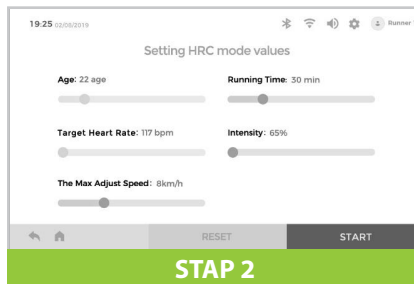 19:25 02/05/2019 Runner
Setting HRC mode values
Age: 22 age Running Time: 30 min
Target Heart Rate: 117 bpm Intensity: 65%
The Max Adjust Speed: 8km/h
RESET START
STAP 2